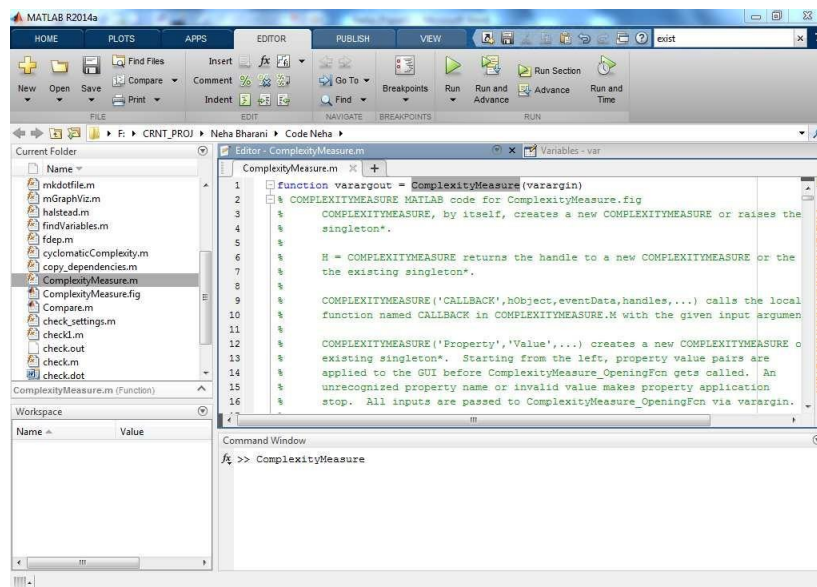 MATLAB R2014a
HOME PLOTS APPS EDITOR PUBLISH VIEW exist
New Open Save
Find Files
Compare
Print
Insert fx
Comment
Indent
Go To
Find
Breakpoints
Run
Run and Advance
Run Section
Advance
Run and Time
FILE EDIT NAVIGATE BREAKPOINTS RUN
F: CRNT_PROJ Neha Bharani Code Neha
Current Folder
Name
mkdotfile.m
mGraphViz.m
halstead.m
findVariables.m
fdep.m
cyclomaticComplexity.m
copy_dependencies.m
ComplexityMeasure.m
ComplexityMeasure.fig
Compare.m
check_settings.m
check1.m
check.out
check.m
check.dot
ComplexityMeasure.m (Function)
Workspace
Name Value
Editor - ComplexityMeasure.m Variables - var
ComplexityMeasure.m
1 function varargout = ComplexityMeasure(varargin)
2 % COMPLEXITYMEASURE MATLAB code for ComplexityMeasure.fig
3 % COMPLEXITYMEASURE, by itself, creates a new COMPLEXITYMEASURE or raises the
4 % singleton*.
5 %
6 % H = COMPLEXITYMEASURE returns the handle to a new COMPLEXITYMEASURE or the
7 % the existing singleton*.
8 %
9 % COMPLEXITYMEASURE('CALLBACK',hObject,eventData,handles,...) calls the local
10 % function named CALLBACK in COMPLEXITYMEASURE.M with the given input argumen
11 %
12 % COMPLEXITYMEASURE('Property','Value',...) creates a new COMPLEXITYMEASURE o
13 % existing singleton*. Starting from the left, property value pairs are
14 % applied to the GUI before ComplexityMeasure_OpeningFcn gets called. An
15 % unrecognized property name or invalid value makes property application
16 % stop. All inputs are passed to ComplexityMeasure_OpeningFcn via varargin.
Command Window
fx >> ComplexityMeasure